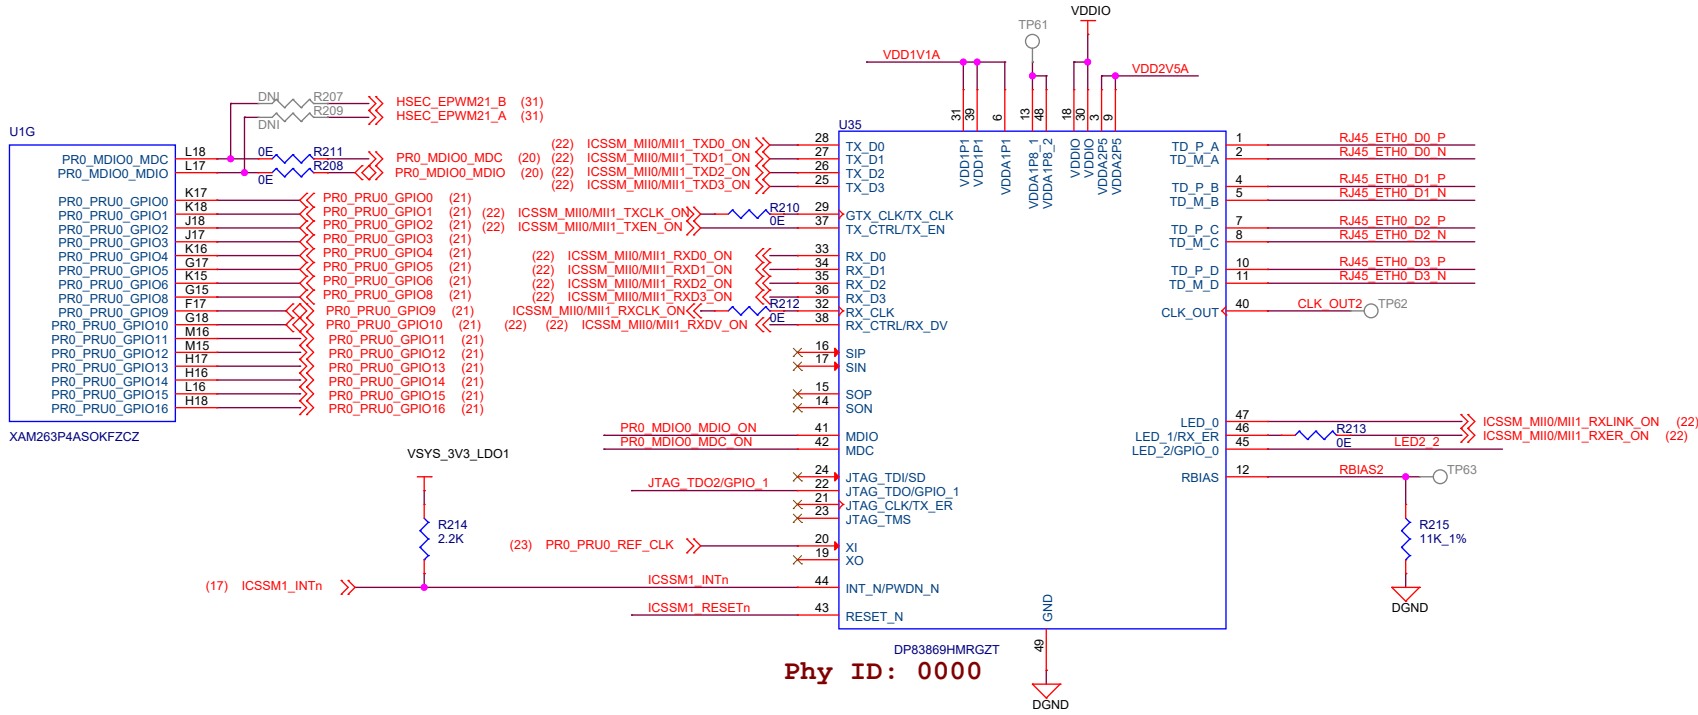 VDDIO
TP61
VDD1V1A
VDD2V5A
DNI R207 HSEC_EPWM21_B (31)
R209 HSEC_EPWM21_A (31)
DNI
U1G
PR0_MDIO0_MDC L18 0E R211 PR0_MDIO0_MDC (20)
PR0_MDIO0_MDIO L17 R208 PR0_MDIO0_MDIO (20)
0E
PR0_PRU0_GPIO0 K17 PR0_PRU0_GPIO0 (21)
PR0_PRU0_GPIO1 K18 PR0_PRU0_GPIO1 (21)
PR0_PRU0_GPIO2 J18 PR0_PRU0_GPIO2 (21)
PR0_PRU0_GPIO3 J17 PR0_PRU0_GPIO3 (21)
PR0_PRU0_GPIO4 K16 PR0_PRU0_GPIO4 (21)
PR0_PRU0_GPIO5 G17 PR0_PRU0_GPIO5 (21)
PR0_PRU0_GPIO6 K15 PR0_PRU0_GPIO6 (21)
PR0_PRU0_GPIO8 G15 PR0_PRU0_GPIO8 (21)
PR0_PRU0_GPIO9 F17 PR0_PRU0_GPIO9 (21)
PR0_PRU0_GPIO10 G18 PR0_PRU0_GPIO10 (21)
PR0_PRU0_GPIO11 M16 PR0_PRU0_GPIO11 (21)
PR0_PRU0_GPIO12 M15 PR0_PRU0_GPIO12 (21)
PR0_PRU0_GPIO13 H17 PR0_PRU0_GPIO13 (21)
PR0_PRU0_GPIO14 H16 PR0_PRU0_GPIO14 (21)
PR0_PRU0_GPIO15 L16 PR0_PRU0_GPIO15 (21)
PR0_PRU0_GPIO16 H18 PR0_PRU0_GPIO16 (21)
XAM263P4ASOKFZCZ
U35
31 VDD1P1
39 VDD1P1
6 VDDA1P1
13 VDDA1P8_1
48 VDDA1P8_2
18 VDDIO
30 VDDIO
3 VDDA2P5
9 VDDA2P5
(22) ICSSM_MII0/MII1_TXD0_ON 28 TX_D0
(22) ICSSM_MII0/MII1_TXD1_ON 27 TX_D1
(22) ICSSM_MII0/MII1_TXD2_ON 26 TX_D2
(22) ICSSM_MII0/MII1_TXD3_ON 25 TX_D3
(22) ICSSM_MII0/MII1_TXCLK_ON R210 0E 29 GTX_CLK/TX_CLK
(22) ICSSM_MII0/MII1_TXEN_ON 37 TX_CTRL/TX_EN
(22) ICSSM_MII0/MII1_RXD0_ON 33 RX_D0
(22) ICSSM_MII0/MII1_RXD1_ON 34 RX_D1
(22) ICSSM_MII0/MII1_RXD2_ON 35 RX_D2
(22) ICSSM_MII0/MII1_RXD3_ON 36 RX_D3
(22) ICSSM_MII0/MII1_RXCLK_ON R212 0E 32 RX_CLK
(22) ICSSM_MII0/MII1_RXDV_ON 38 RX_CTRL/RX_DV
16 SIP
17 SIN
15 SOP
14 SON
PR0_MDIO0_MDIO_ON 41 MDIO
PR0_MDIO0_MDC_ON 42 MDC
24 JTAG_TDI/SD
JTAG_TDO2/GPIO_1 22 JTAG_TDO/GPIO_1
21 JTAG_CLK/TX_ER
23 JTAG_TMS
(23) PR0_PRU0_REF_CLK 20 XI
19 XO
VSYS_3V3_LDO1
R214
2.2K
(17) ICSSM1_INTn ICSSM1_INTn 44 INT_N/PWDN_N
ICSSM1_RESETn 43 RESET_N
TD_P_A 1 RJ45_ETH0_D0_P
TD_M_A 2 RJ45_ETH0_D0_N
TD_P_B 4 RJ45_ETH0_D1_P
TD_M_B 5 RJ45_ETH0_D1_N
TD_P_C 7 RJ45_ETH0_D2_P
TD_M_C 8 RJ45_ETH0_D2_N
TD_P_D 10 RJ45_ETH0_D3_P
TD_M_D 11 RJ45_ETH0_D3_N
CLK_OUT 40 CLK_OUT2 TP62
LED_0 47 ICSSM_MII0/MII1_RXLINK_ON (22)
LED_1/RX_ER 46 R213 0E ICSSM_MII0/MII1_RXER_ON (22)
LED_2/GPIO_0 45 LED2_2
RBIAS 12 RBIAS2 TP63
R215
11K_1%
DGND
GND
49
DGND
DP83869HMRGZT
Phy ID: 0000